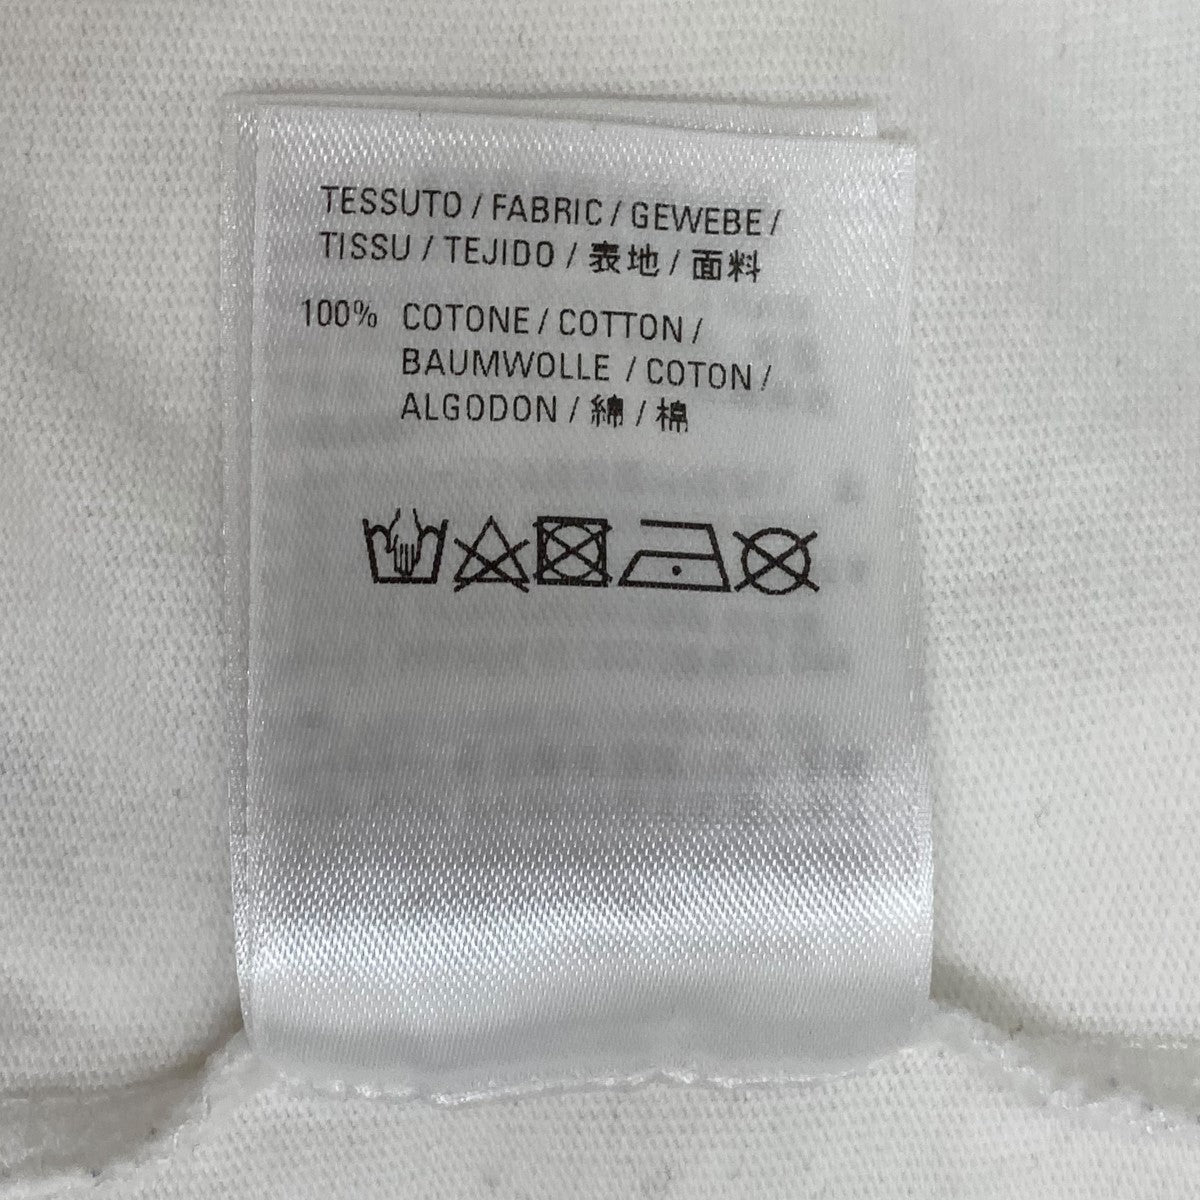 TESSUTO / FABRIC / GEWEBE /
TISSU / TEJIDO / 表地 / 面料
100% COTONE / COTTON /
BAUMWOLLE / COTON /
ALGODON / 綿 / 棉